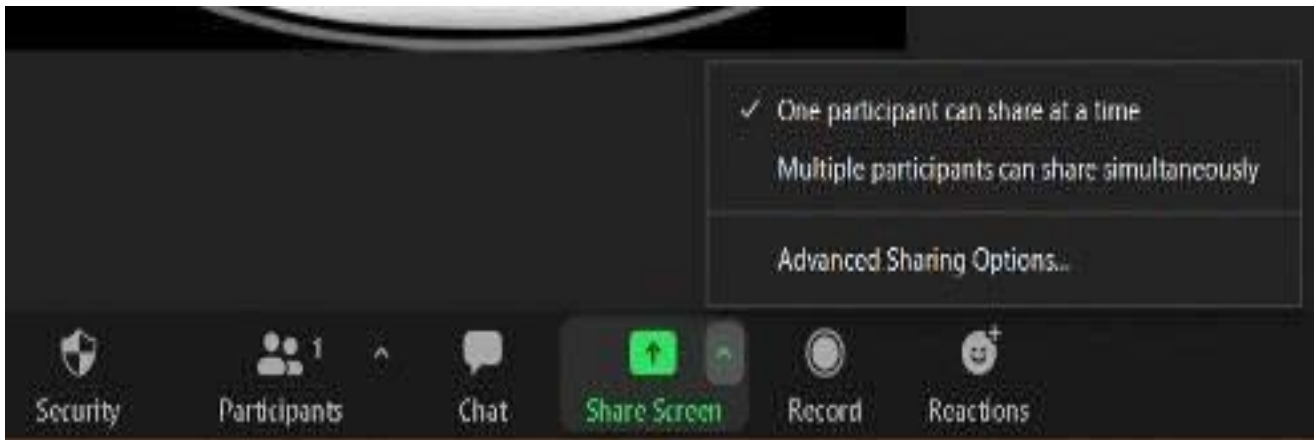 One participant can share at a time
Multiple participants can share simultaneously
Advanced Sharing Options...
1
Security
Participants
Chat
Share Screen
Record
Reactions